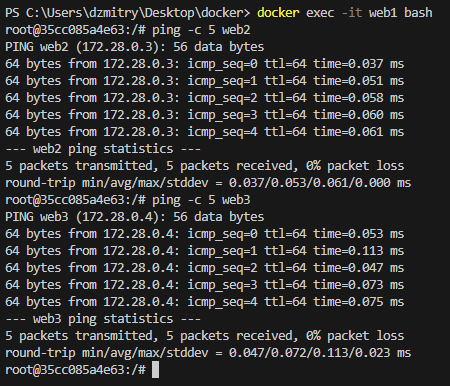 PS C:\Users\dzmitry\Desktop\docker> docker exec -it web1 bash
root@35cc085a4e63:/# ping -c 5 web2
PING web2 (172.28.0.3): 56 data bytes
64 bytes from 172.28.0.3: icmp_seq=0 ttl=64 time=0.037 ms
64 bytes from 172.28.0.3: icmp_seq=1 ttl=64 time=0.051 ms
64 bytes from 172.28.0.3: icmp_seq=2 ttl=64 time=0.058 ms
64 bytes from 172.28.0.3: icmp_seq=3 ttl=64 time=0.060 ms
64 bytes from 172.28.0.3: icmp_seq=4 ttl=64 time=0.061 ms
--- web2 ping statistics ---
5 packets transmitted, 5 packets received, 0% packet loss
round-trip min/avg/max/stddev = 0.037/0.053/0.061/0.000 ms
root@35cc085a4e63:/# ping -c 5 web3
PING web3 (172.28.0.4): 56 data bytes
64 bytes from 172.28.0.4: icmp_seq=0 ttl=64 time=0.053 ms
64 bytes from 172.28.0.4: icmp_seq=1 ttl=64 time=0.113 ms
64 bytes from 172.28.0.4: icmp_seq=2 ttl=64 time=0.047 ms
64 bytes from 172.28.0.4: icmp_seq=3 ttl=64 time=0.073 ms
64 bytes from 172.28.0.4: icmp_seq=4 ttl=64 time=0.075 ms
--- web3 ping statistics ---
5 packets transmitted, 5 packets received, 0% packet loss
round-trip min/avg/max/stddev = 0.047/0.072/0.113/0.023 ms
root@35cc085a4e63:/#